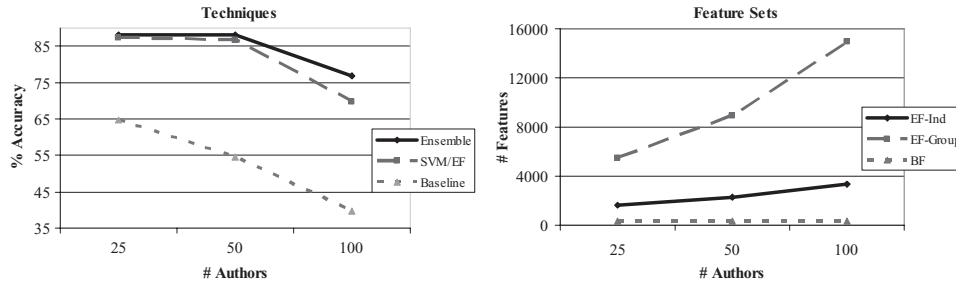 Techniques
85
75
65
55
45
35
% Accuracy
25
50
100
# Authors
Ensemble
SVM/EF
Baseline
Feature Sets
16000
12000
8000
4000
0
# Features
25
50
100
# Authors
EF-Ind
EF-Group
BF